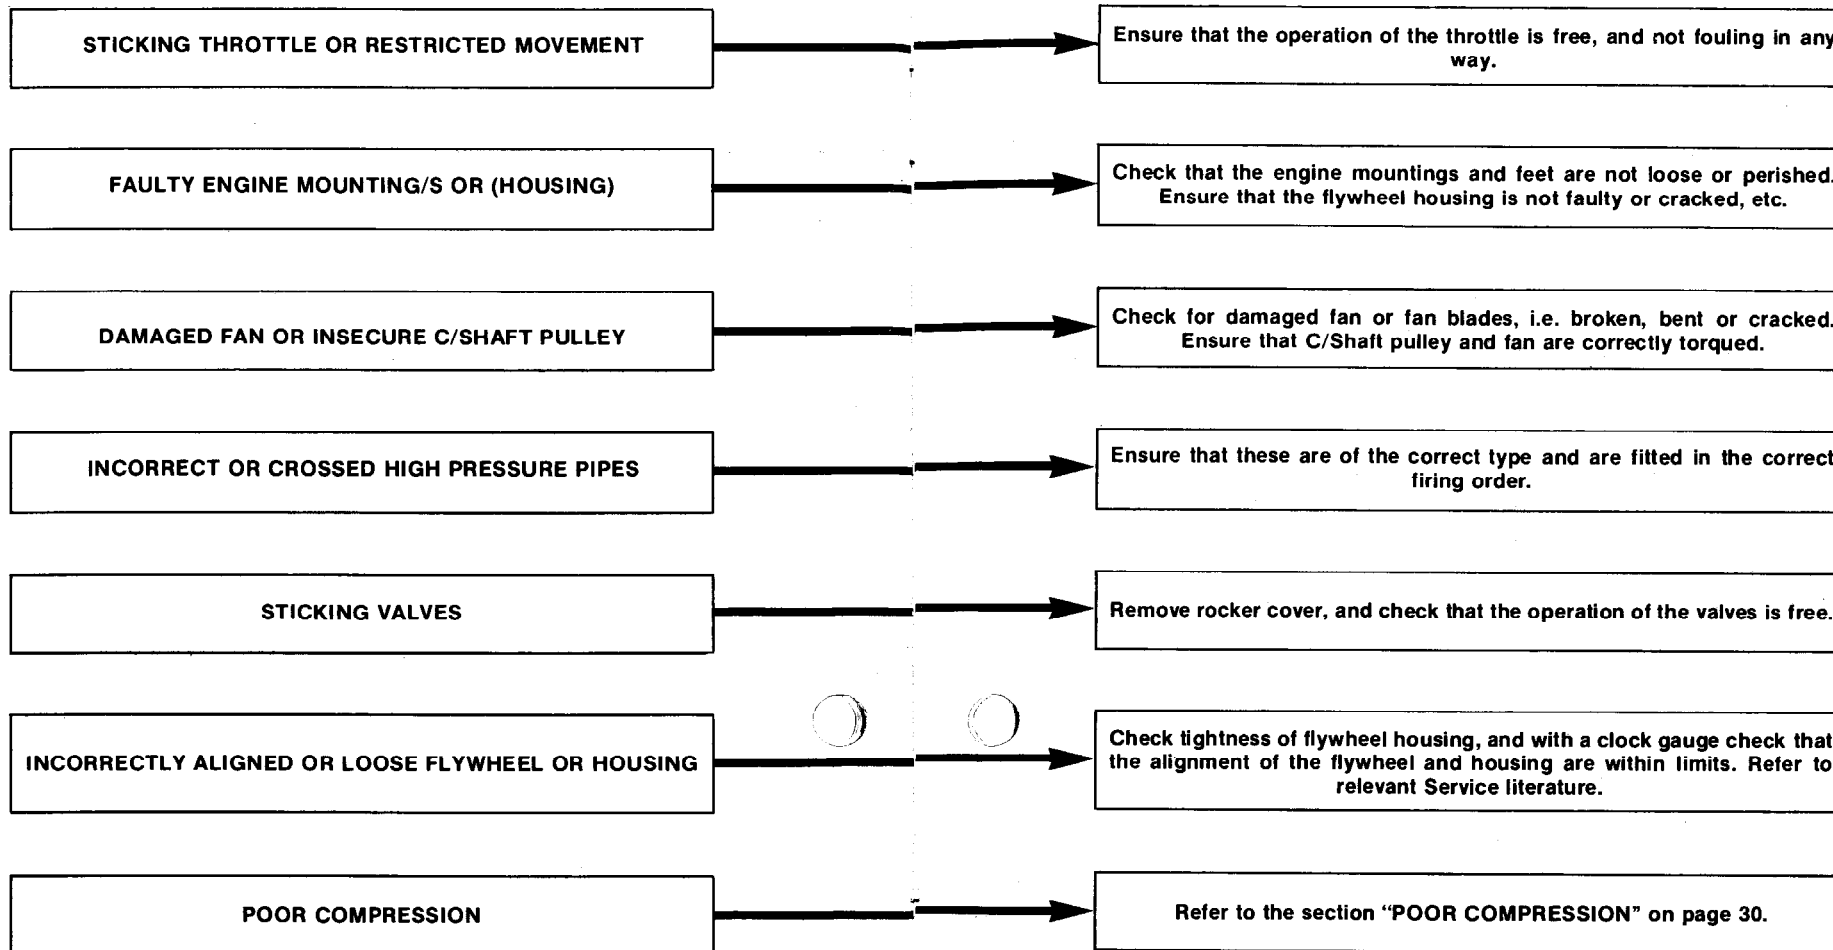 STICKING THROTTLE OR RESTRICTED MOVEMENT
Ensure that the operation of the throttle is free, and not fouling in any
way.
FAULTY ENGINE MOUNTING/S OR (HOUSING)
Check that the engine mountings and feet are not loose or perished.
Ensure that the flywheel housing is not faulty or cracked, etc.
DAMAGED FAN OR INSECURE C/SHAFT PULLEY
Check for damaged fan or fan blades, i.e. broken, bent or cracked.
Ensure that C/Shaft pulley and fan are correctly torqued.
INCORRECT OR CROSSED HIGH PRESSURE PIPES
Ensure that these are of the correct type and are fitted in the correct
firing order.
STICKING VALVES
Remove rocker cover, and check that the operation of the valves is free.
INCORRECTLY ALIGNED OR LOOSE FLYWHEEL OR HOUSING
Check tightness of flywheel housing, and with a clock gauge check that
the alignment of the flywheel and housing are within limits. Refer to
relevant Service literature.
POOR COMPRESSION
Refer to the section “POOR COMPRESSION” on page 30.